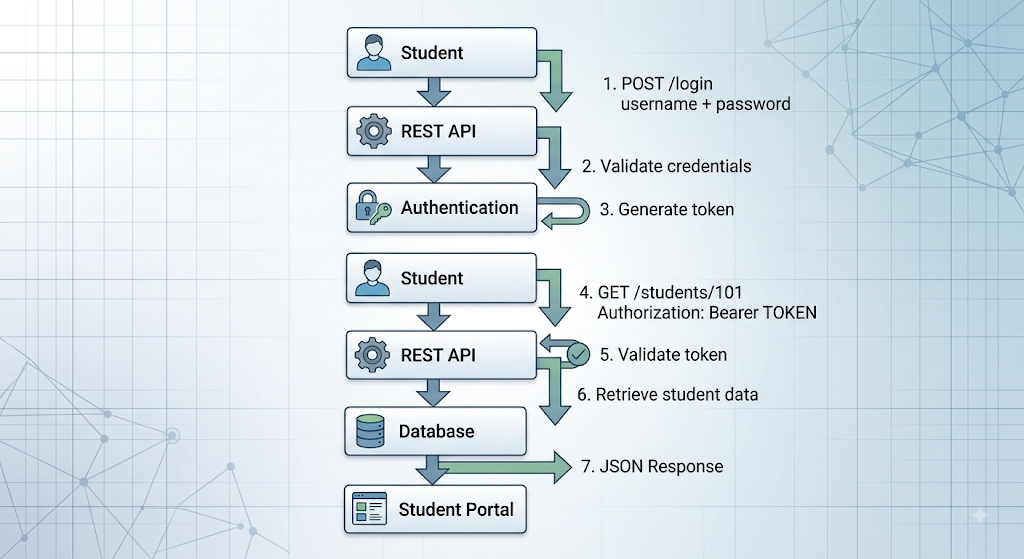 Student
1. POST /login
username + password
REST API
2. Validate credentials
Authentication
3. Generate token
Student
4. GET /students/101
Authorization: Bearer TOKEN
REST API
5. Validate token
6. Retrieve student data
Database
7. JSON Response
Student Portal